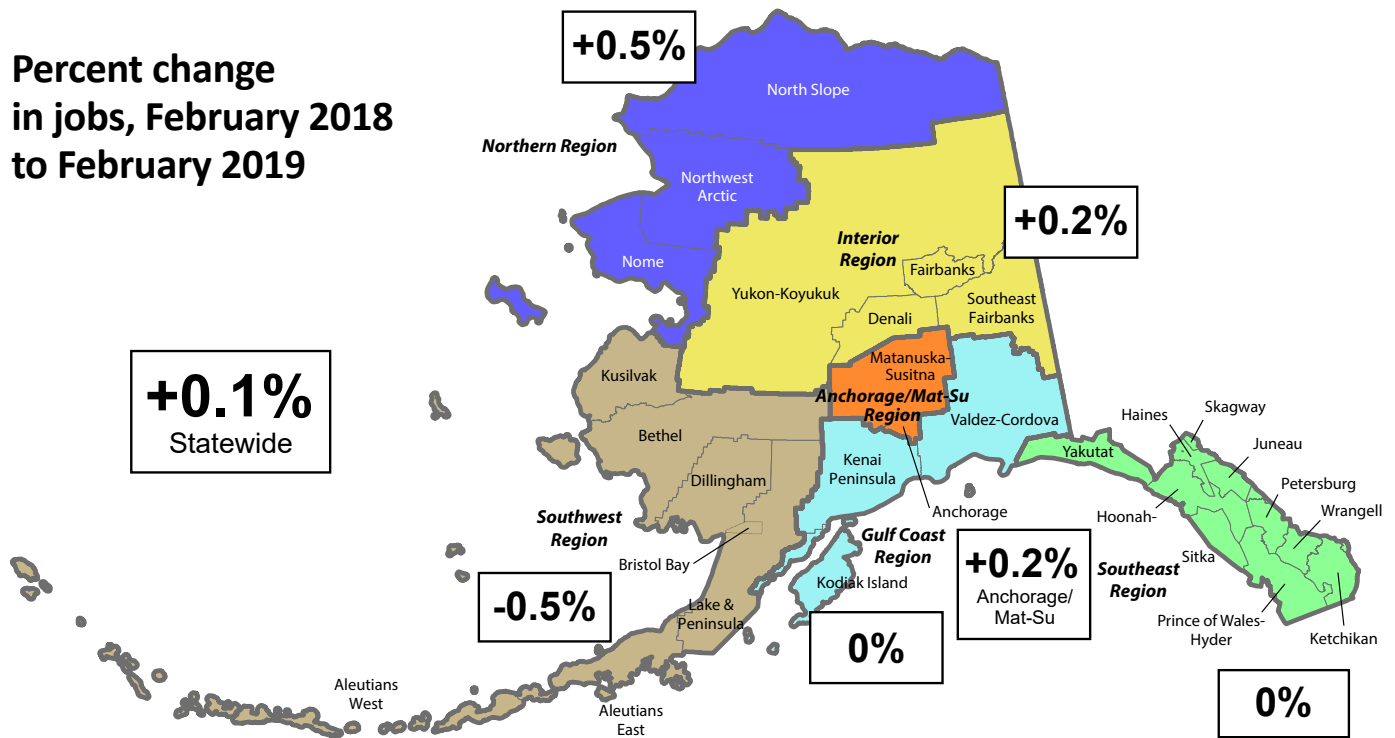 Percent change
in jobs, February 2018
to February 2019
+0.5%
North Slope
Northern Region
Northwest
Arctic
+0.2%
Interior
Region
Nome
Fairbanks
Yukon-Koyukuk
Southeast
Fairbanks
Denali
+0.1%
Statewide
Kusilvak
Matanuska-
Susitna
Anchorage/Mat-Su
Region
Valdez-Cordova
Bethel
Kenai
Peninsula
Dillingham
Yakutat
Haines
Skagway
Juneau
Petersburg
Wrangell
Hoonah-
Anchorage
Southwest
Region
Bristol Bay
Gulf Coast
Region
Kodiak Island
+0.2%
Anchorage/
Mat-Su
Sitka
Southeast
Region
Prince of Wales-
Hyder
Ketchikan
-0.5%
Lake &
Peninsula
0%
0%
Aleutians
West
Aleutians
East